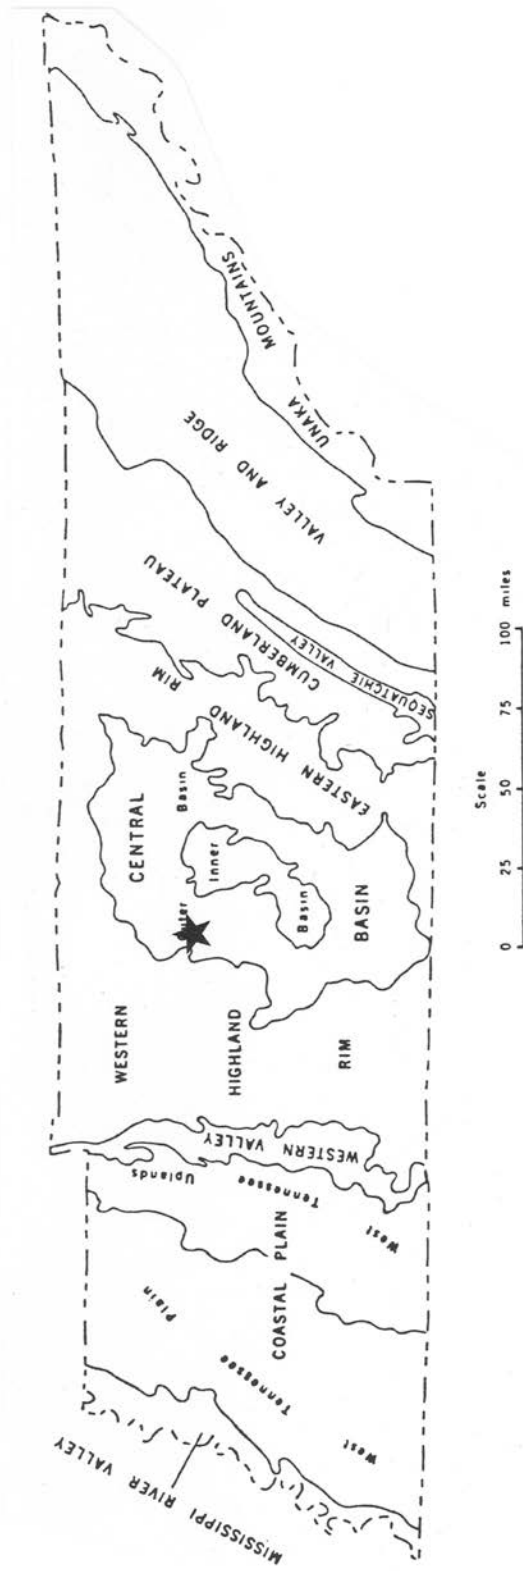 MISSISSIPPI RIVER VALLEY
West Tennessee Plain
COASTAL PLAIN
West Tennessee Uplands
WESTERN VALLEY
WESTERN
HIGHLAND
RIM
CENTRAL
Basin
Inner
Basin
BASIN
EASTERN HIGHLAND RIM
CUMBERLAND PLATEAU
SEQUATCHIE VALLEY
VALLEY AND RIDGE
UNAKA MOUNTAINS
Scale
0 25 50 75 100 miles